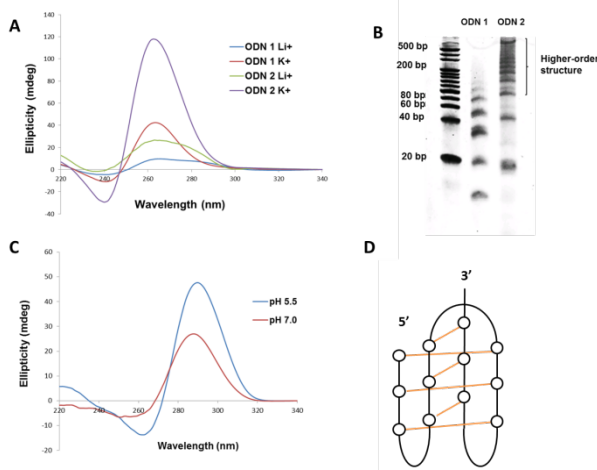 A
ODN 1 Li+
ODN 1 K+
ODN 2 Li+
ODN 2 K+
Ellipticity (mdeg)
140
120
100
80
60
40
20
0
-20
-40
220
240
260
280
300
320
340
Wavelength (nm)
B
ODN 1 ODN 2
500 bp
200 bp
80 bp
60 bp
40 bp
20 bp
Higher-order
structure
C
pH 5.5
pH 7.0
Ellipticity (mdeg)
60
50
40
30
20
10
0
-10
-20
220
240
260
280
300
320
340
Wavelength (nm)
D
3’
5’